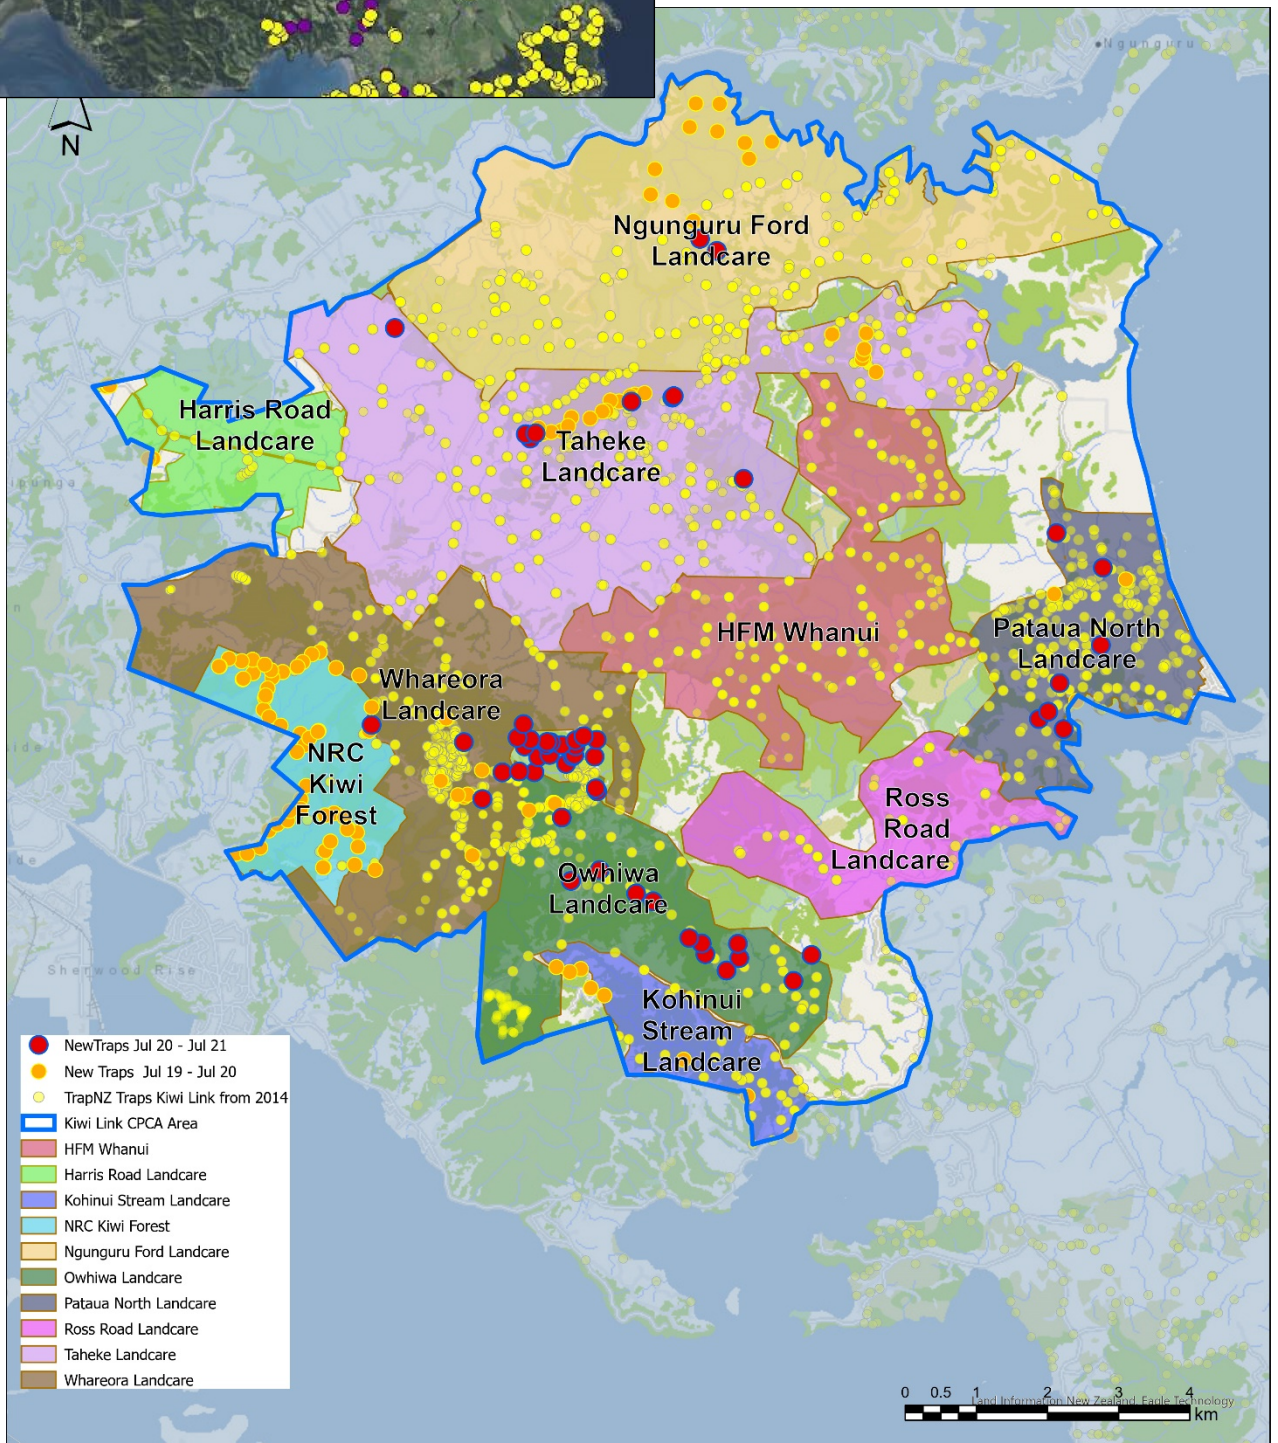 Ngunguru
N
Ngunguru Ford
Landcare
Harris Road
Landcare
Taheke
Landcare
HFM Whanui
Pataua North
Landcare
Whareora
Landcare
NRC
Kiwi
Forest
Ross
Road
Landcare
Owhiwa
Landcare
Sherwood Rise
Kohinui
Stream
Landcare
NewTraps Jul 20 - Jul 21
New Traps Jul 19 - Jul 20
TrapNZ Traps Kiwi Link from 2014
Kiwi Link CPCA Area
HFM Whanui
Harris Road Landcare
Kohinui Stream Landcare
NRC Kiwi Forest
Ngunguru Ford Landcare
Owhiwa Landcare
Pataua North Landcare
Ross Road Landcare
Taheke Landcare
Whareora Landcare
0 0.5 1 2 3 4
Land Information New Zealand, Eagle Technology
km